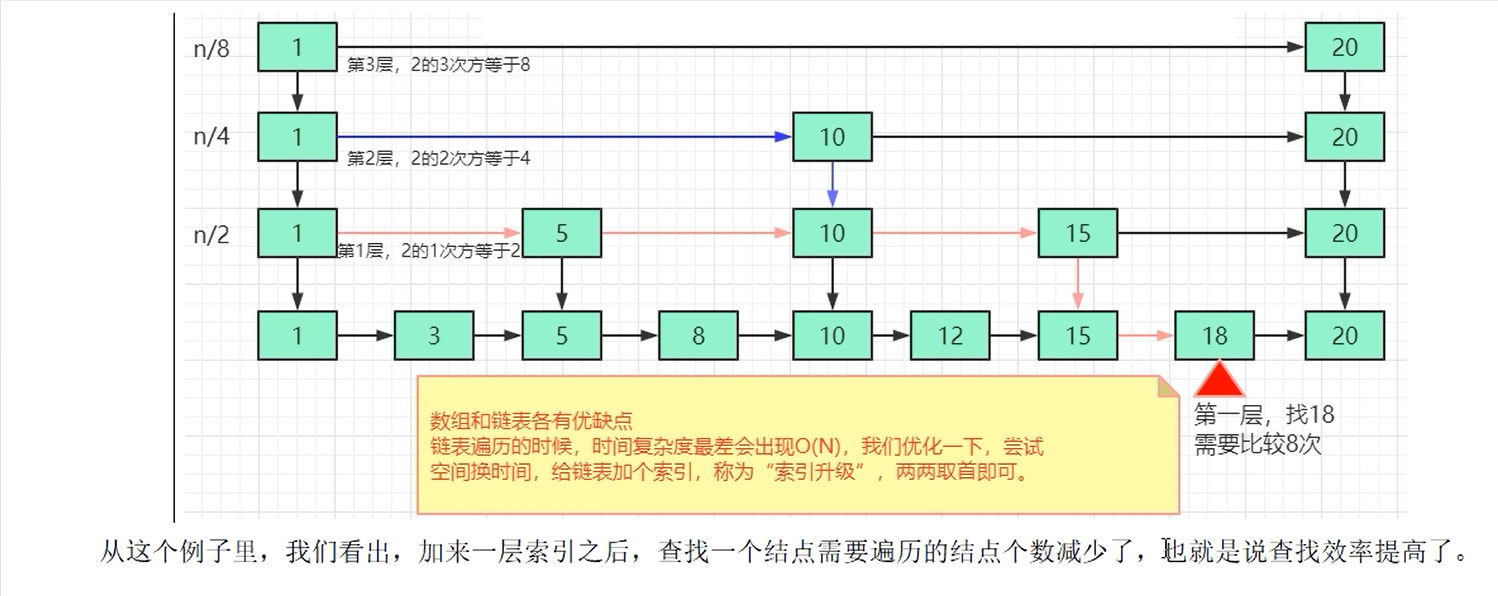 n/8
1
20
第3层，2的3次方等于8
n/4
1
10
20
第2层，2的2次方等于4
n/2
1
5
10
15
20
第1层，2的1次方等于2
1
3
5
8
10
12
15
18
20
数组和链表各有优缺点
链表遍历的时候，时间复杂度最差会出现O(N)，我们优化一下，尝试
空间换时间，给链表加个索引，称为“索引升级”，两两取首即可。
第一层，找18
需要比较8次
从这个例子里，我们看出，加来一层索引之后，查找一个结点需要遍历的结点个数减少了，也就是说查找效率提高了。